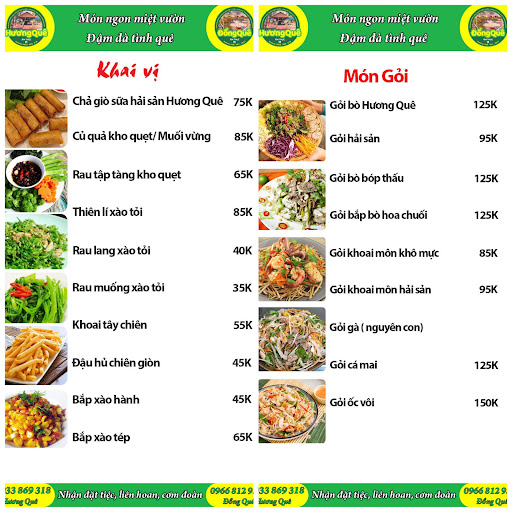 HươngQuê
Món ngon miệt vườn
Đậm đà tình quê
Khai vị
Chả giò sữa hải sản Hương Quê 75K
Củ quả kho quẹt/ Muối vừng 85K
Rau tập tàng kho quẹt 65K
Thiên lí xào tỏi 85K
Rau lang xào tỏi 40K
Rau muống xào tỏi 35K
Khoai tây chiên 55K
Đậu hủ chiên giòn 45K
Bắp xào hành 45K
Bắp xào tép 65K
33 869 318
Hương Quê
Nhận đặt tiệc, liên hoan, cơm đoàn
0966 812 9
Đồng Quê
HươngQuê
Món ngon miệt vườn
Đậm đà tình quê
ĐồngQuê
Món Gỏi
Gỏi bò Hương Quê 125K
Gỏi hải sản 95K
Gỏi bò bóp thấu 125K
Gỏi bắp bò hoa chuối 125K
Gỏi khoai môn khô mực 85K
Gỏi khoai môn hải sản 95K
Gỏi gà ( nguyên con)
Gỏi cá mai 125K
Gỏi ốc vôi 150K
33 869 318
Hương Quê
Nhận đặt tiệc, liên hoan, cơm đoàn
0966 812 9
Đồng Quê